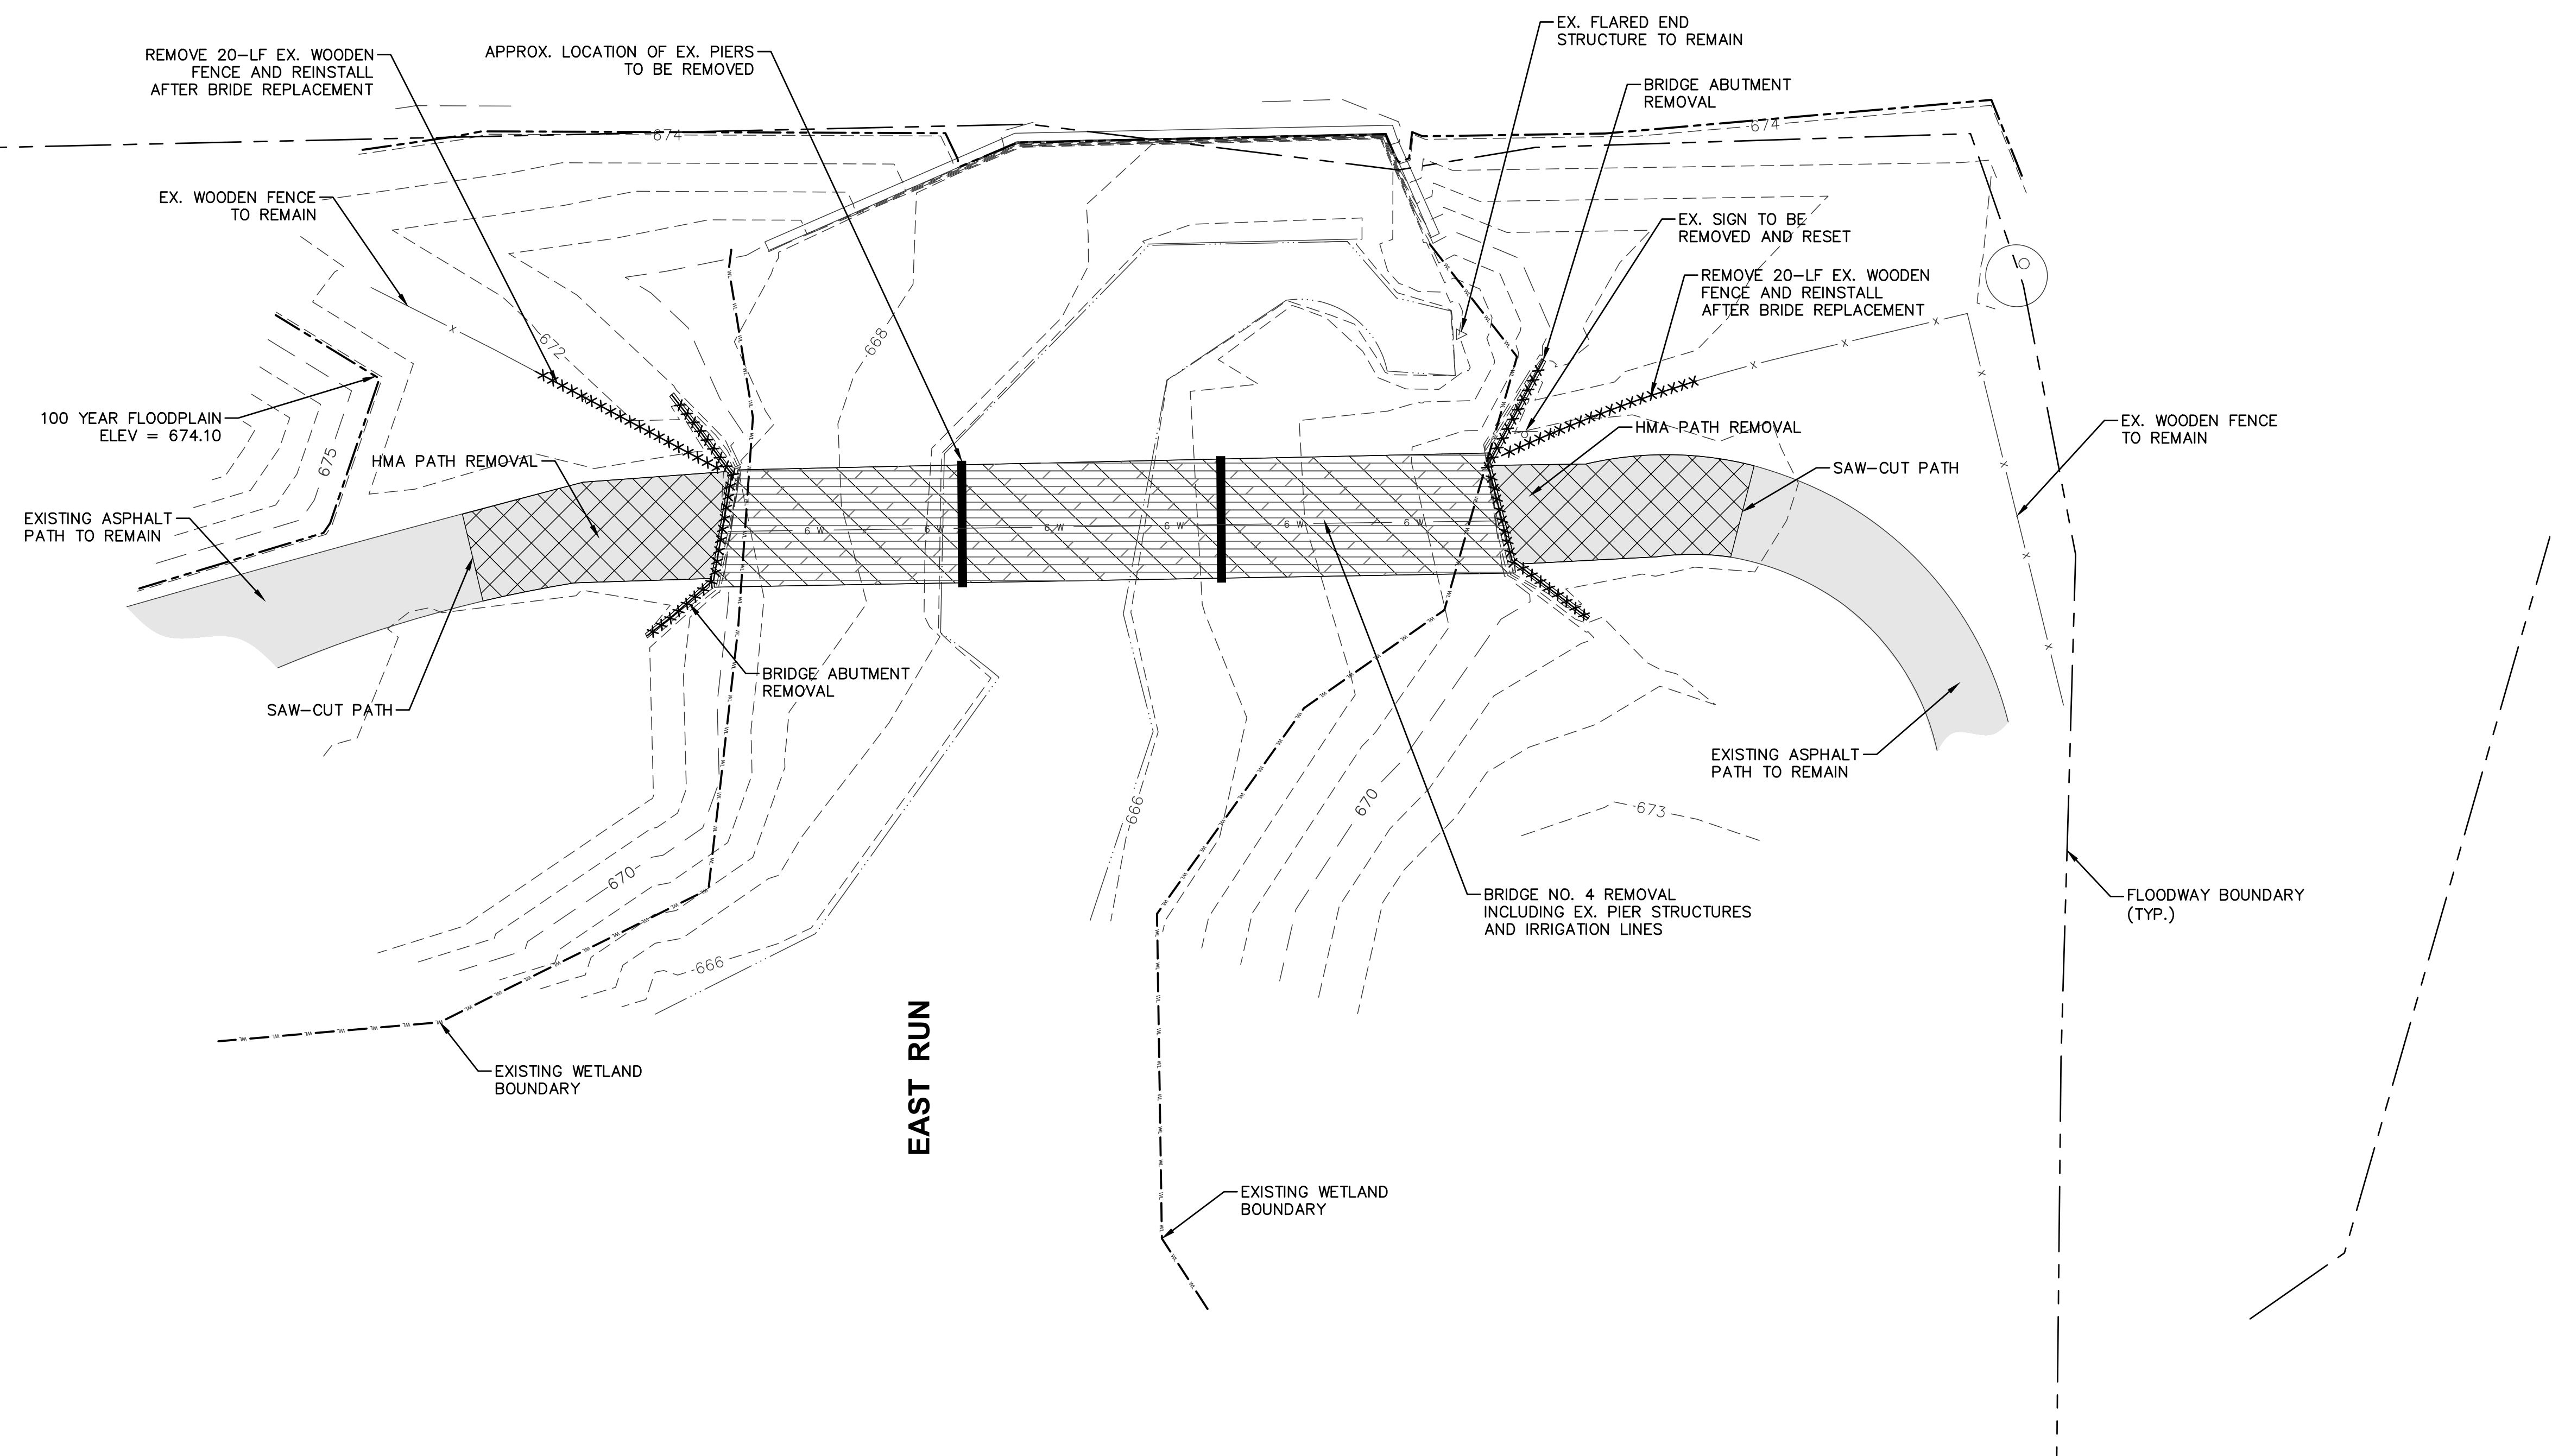 EX. FLARED END
STRUCTURE TO REMAIN
REMOVE 20-LF EX. WOODEN
FENCE AND REINSTALL
AFTER BRIDE REPLACEMENT
APPROX. LOCATION OF EX. PIERS
TO BE REMOVED
BRIDGE ABUTMENT
REMOVAL
674
674
EX. WOODEN FENCE
TO REMAIN
EX. SIGN TO BE
REMOVED AND RESET
REMOVE 20-LF EX. WOODEN
FENCE AND REINSTALL
AFTER BRIDE REPLACEMENT
672
668
100 YEAR FLOODPLAIN
ELEV = 674.10
675
HMA PATH REMOVAL
HMA PATH REMOVAL
EX. WOODEN FENCE
TO REMAIN
SAW-CUT PATH
EXISTING ASPHALT
PATH TO REMAIN
6 W
6 W
6 W
6 W
6 W
6 W
BRIDGE ABUTMENT
REMOVAL
SAW-CUT PATH
EXISTING ASPHALT
PATH TO REMAIN
666
670
673
670
BRIDGE NO. 4 REMOVAL
INCLUDING EX. PIER STRUCTURES
AND IRRIGATION LINES
FLOODWAY BOUNDARY
(TYP.)
666
EAST RUN
EXISTING WETLAND
BOUNDARY
EXISTING WETLAND
BOUNDARY